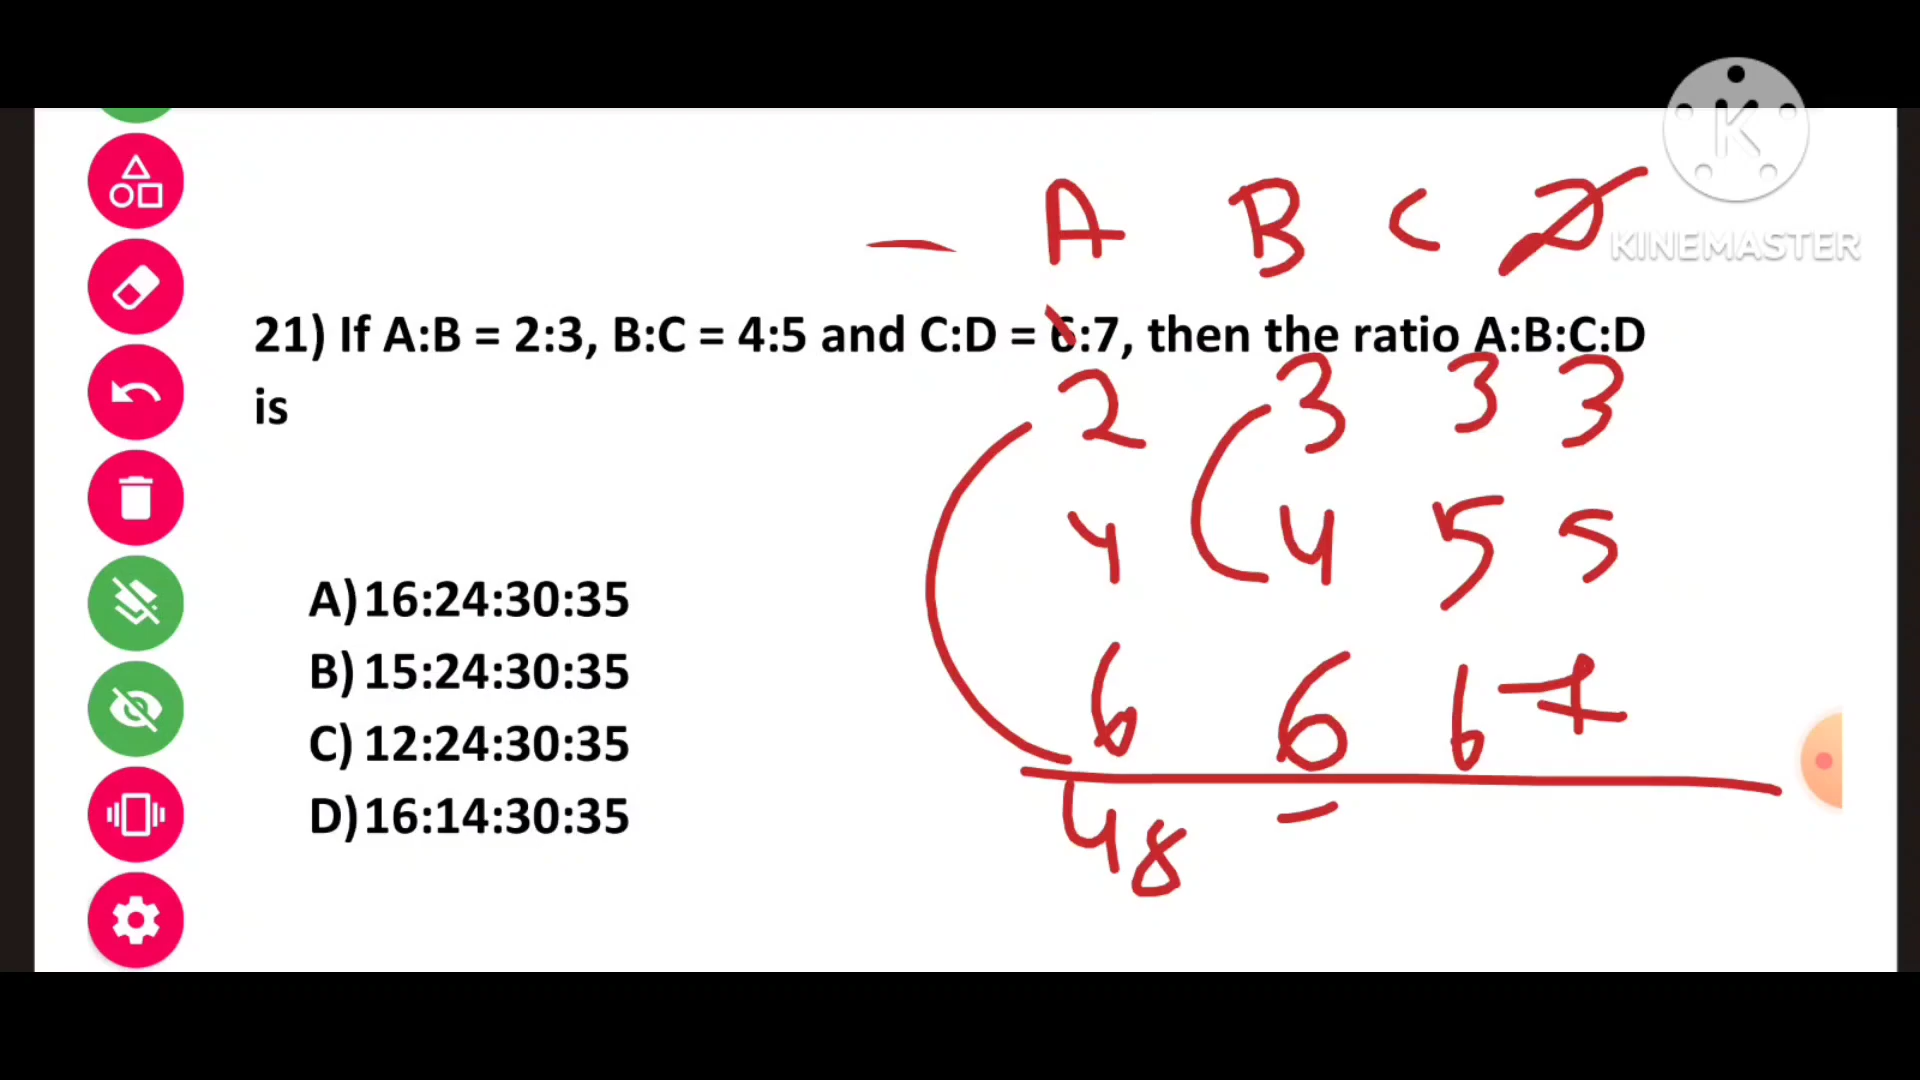 K
KINEMASTER
A B C D
21) If A:B = 2:3, B:C = 4:5 and C:D = 6:7, then the ratio A:B:C:D
is
2 3 3 3
4 4 5 5
6 6 6 7
48
A) 16:24:30:35
B) 15:24:30:35
C) 12:24:30:35
D) 16:14:30:35